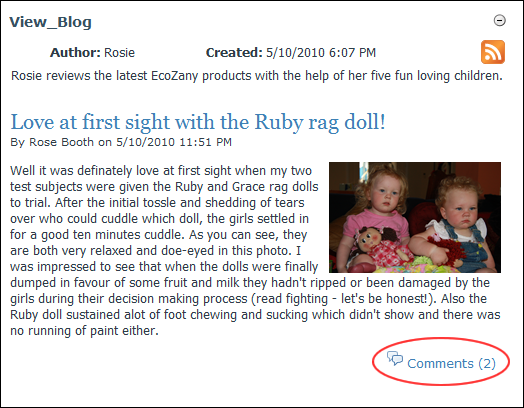 View_Blog
Author: Rosie Created: 5/10/2010 6:07 PM
Rosie reviews the latest EcoZany products with the help of her five fun loving children.
Love at first sight with the Ruby rag doll!
By Rose Booth on 5/10/2010 11:51 PM
Well it was definately love at first sight when my two
test subjects were given the Ruby and Grace rag dolls
to trial. After the initial tossle and shedding of tears
over who could cuddle which doll, the girls settled in
for a good ten minutes cuddle. As you can see, they
are both very relaxed and doe-eyed in this photo. I
was impressed to see that when the dolls were finally
dumped in favour of some fruit and milk they hadn't ripped or been damaged by the
girls during their decision making process (read fighting - let's be honest!). Also the
Ruby doll sustained alot of foot chewing and sucking which didn't show and there was
no running of paint either.
Comments (2)